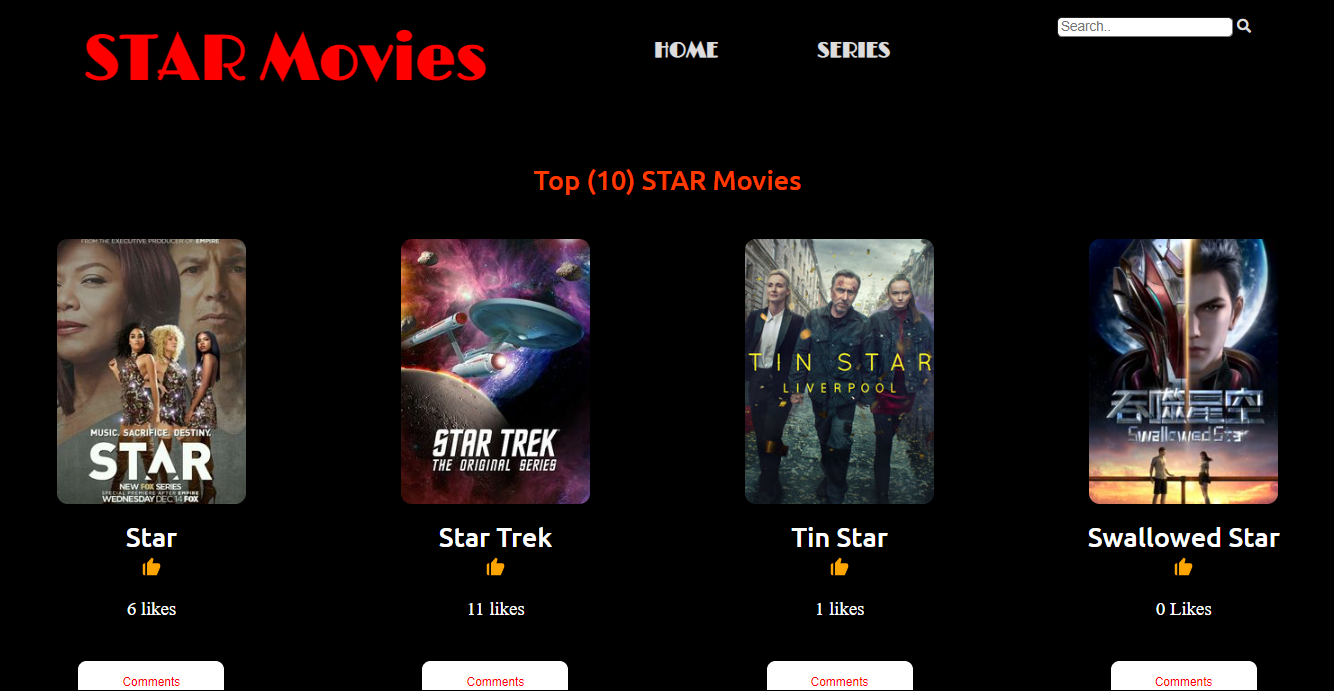 STAR Movies
HOME
SERIES
Search..
Top (10) STAR Movies
FROM THE EXECUTIVE PRODUCER OF EMPIRE
MUSIC. SACRIFICE. DESTINY.
STAR
NEW FOX SERIES
SPECIAL PREMIERE AFTER EMPIRE
WEDNESDAY DEC 14 FOX
STAR TREK
THE ORIGINAL SERIES
TIN STAR
LIVERPOOL
吞噬星空
Swallowed Star
Star
Star Trek
Tin Star
Swallowed Star
6 likes
11 likes
1 likes
0 Likes
Comments
Comments
Comments
Comments